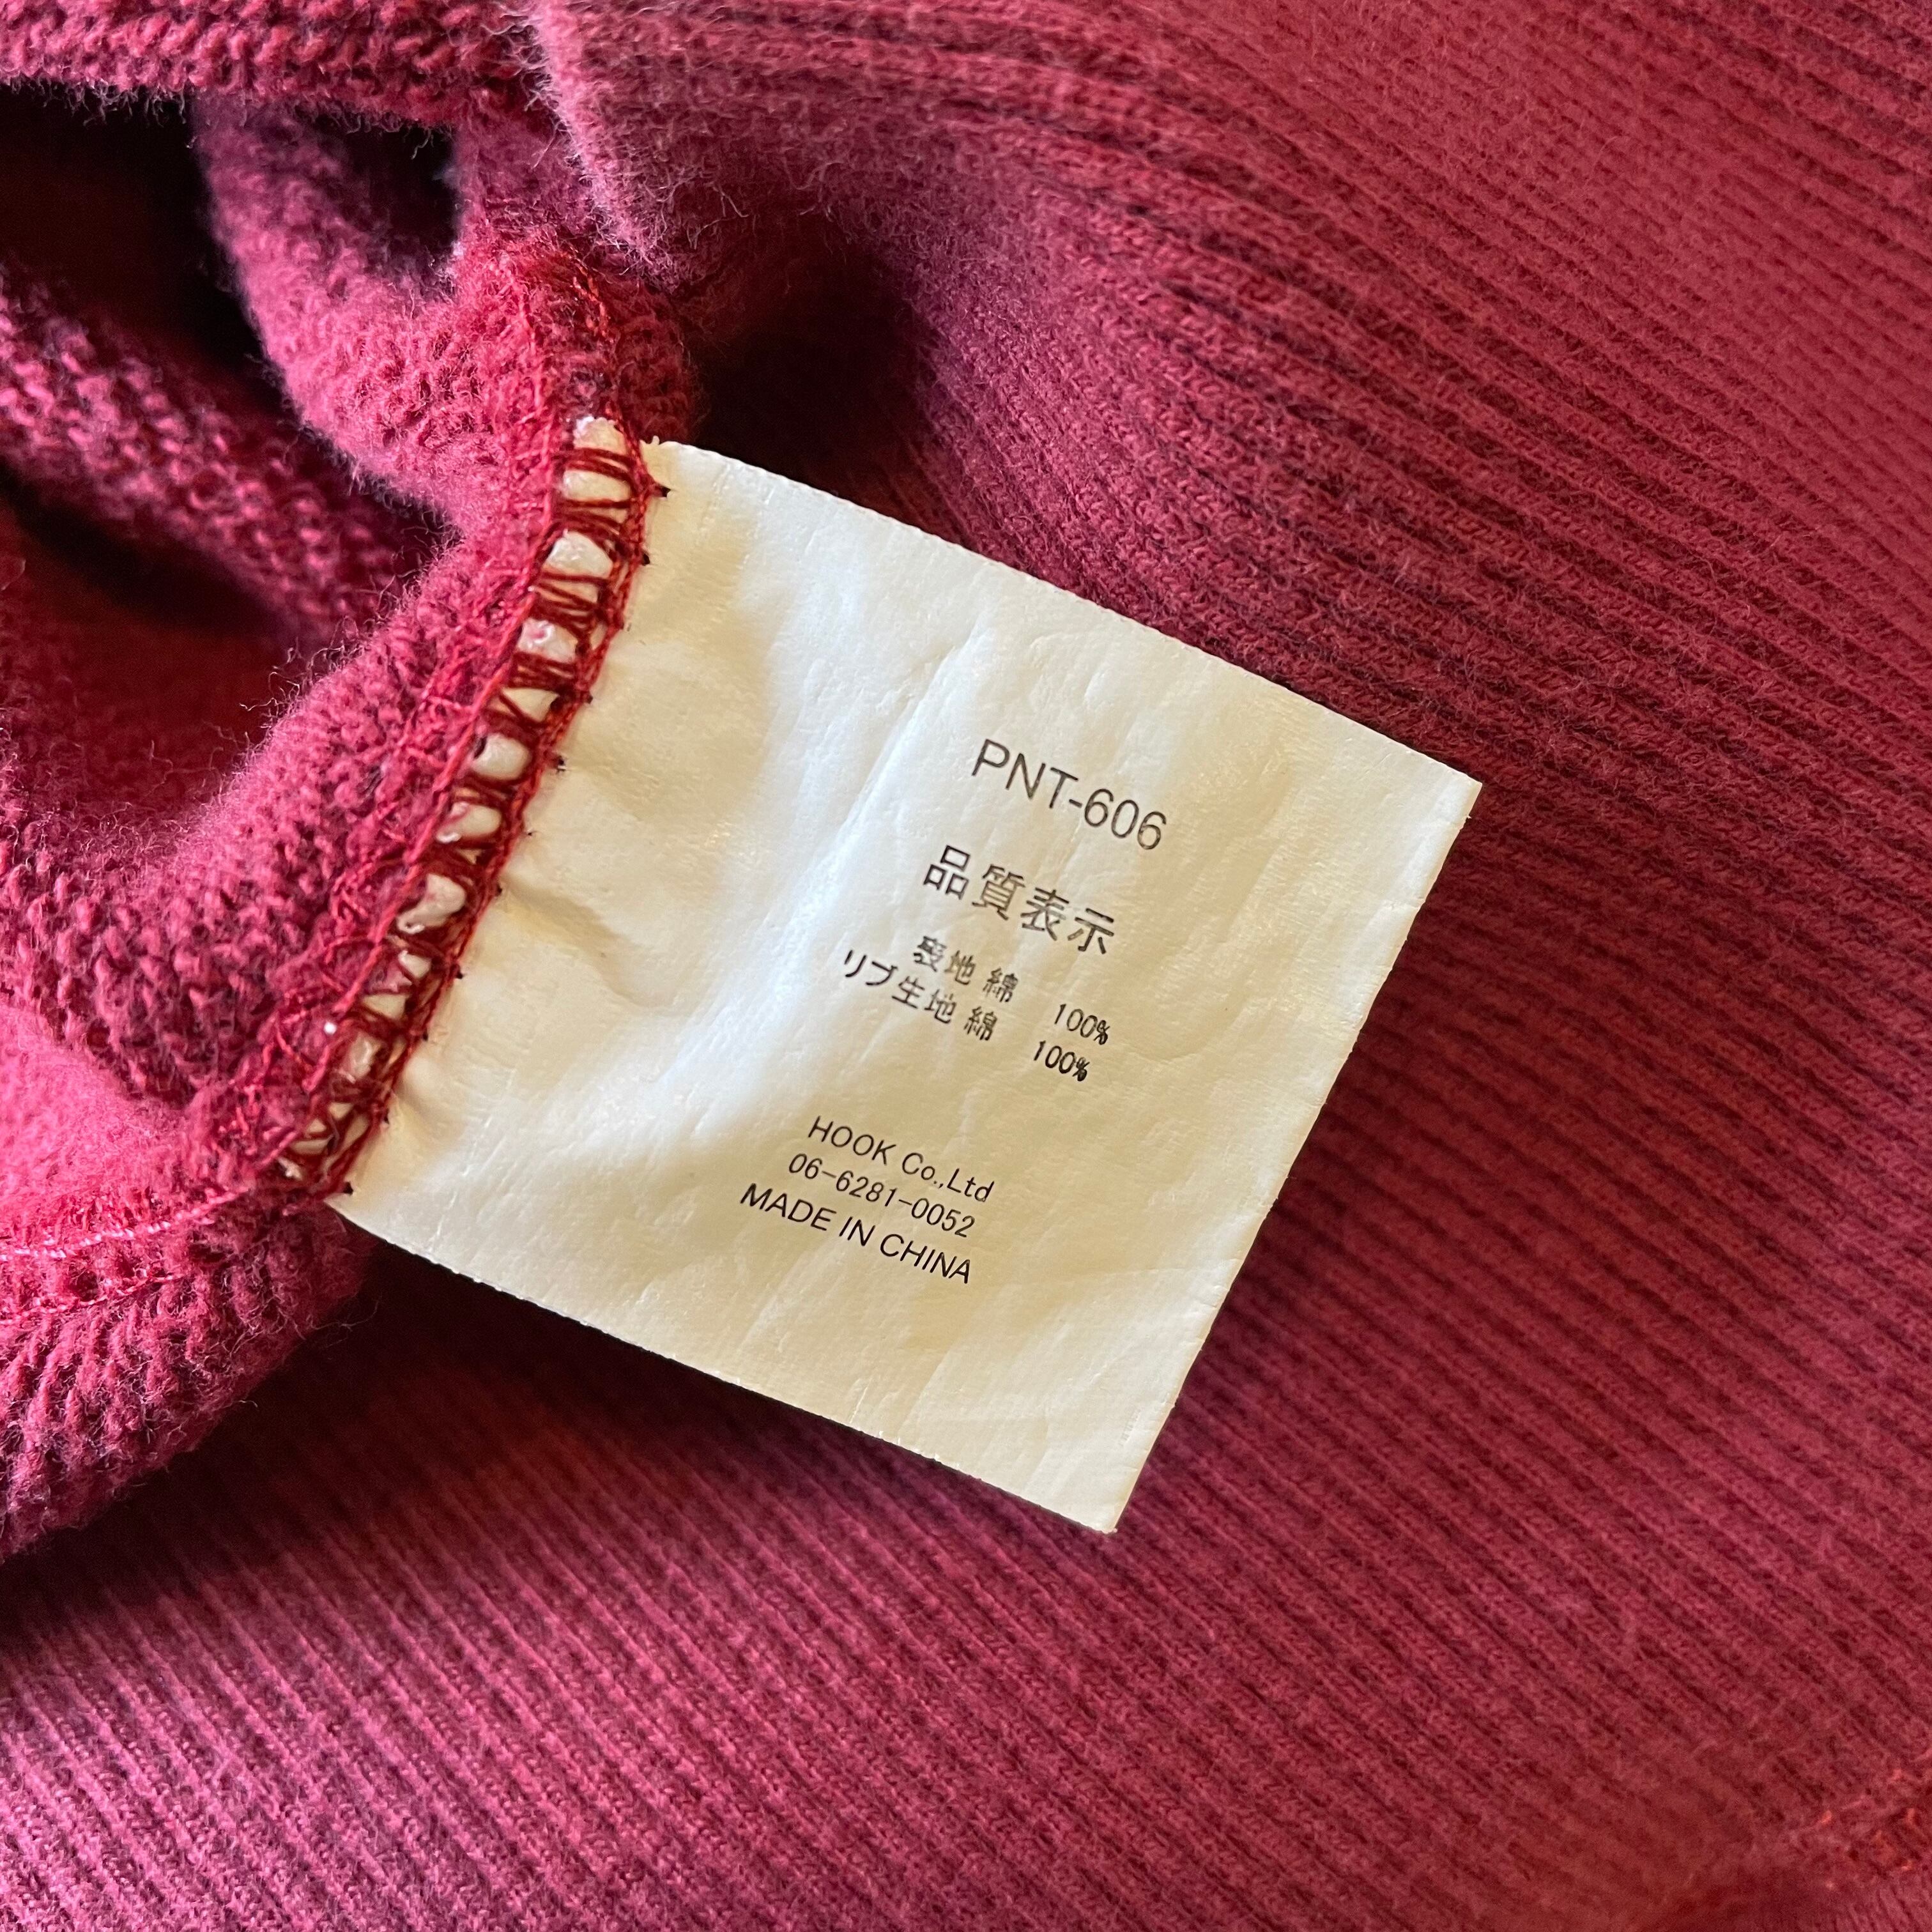 PNT-606
品質表示
表地 綿 100%
リブ生地 綿 100%
HOOK Co.,Ltd
06-6281-0052
MADE IN CHINA